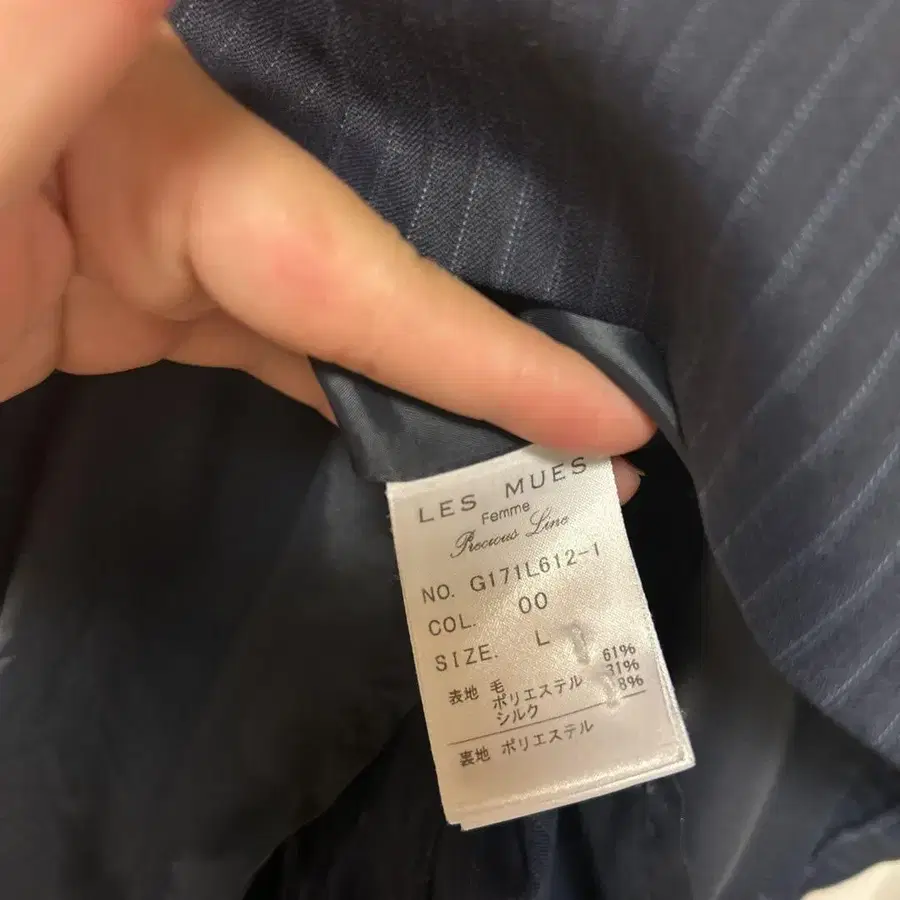 LES MUES
Femme
Precious Line
NO. G171L612-1
COL. 00
SIZE. L
表地 毛 61%
ポリエステル 31%
シルク 8%
裏地 ポリエステル